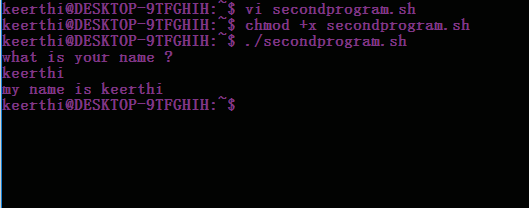 keerthi@DESKTOP-9TFGHIH:~$ vi secondprogram.sh
keerthi@DESKTOP-9TFGHIH:~$ chmod +x secondprogram.sh
keerthi@DESKTOP-9TFGHIH:~$ ./secondprogram.sh
what is your name ?
keerthi
my name is keerthi
keerthi@DESKTOP-9TFGHIH:~$